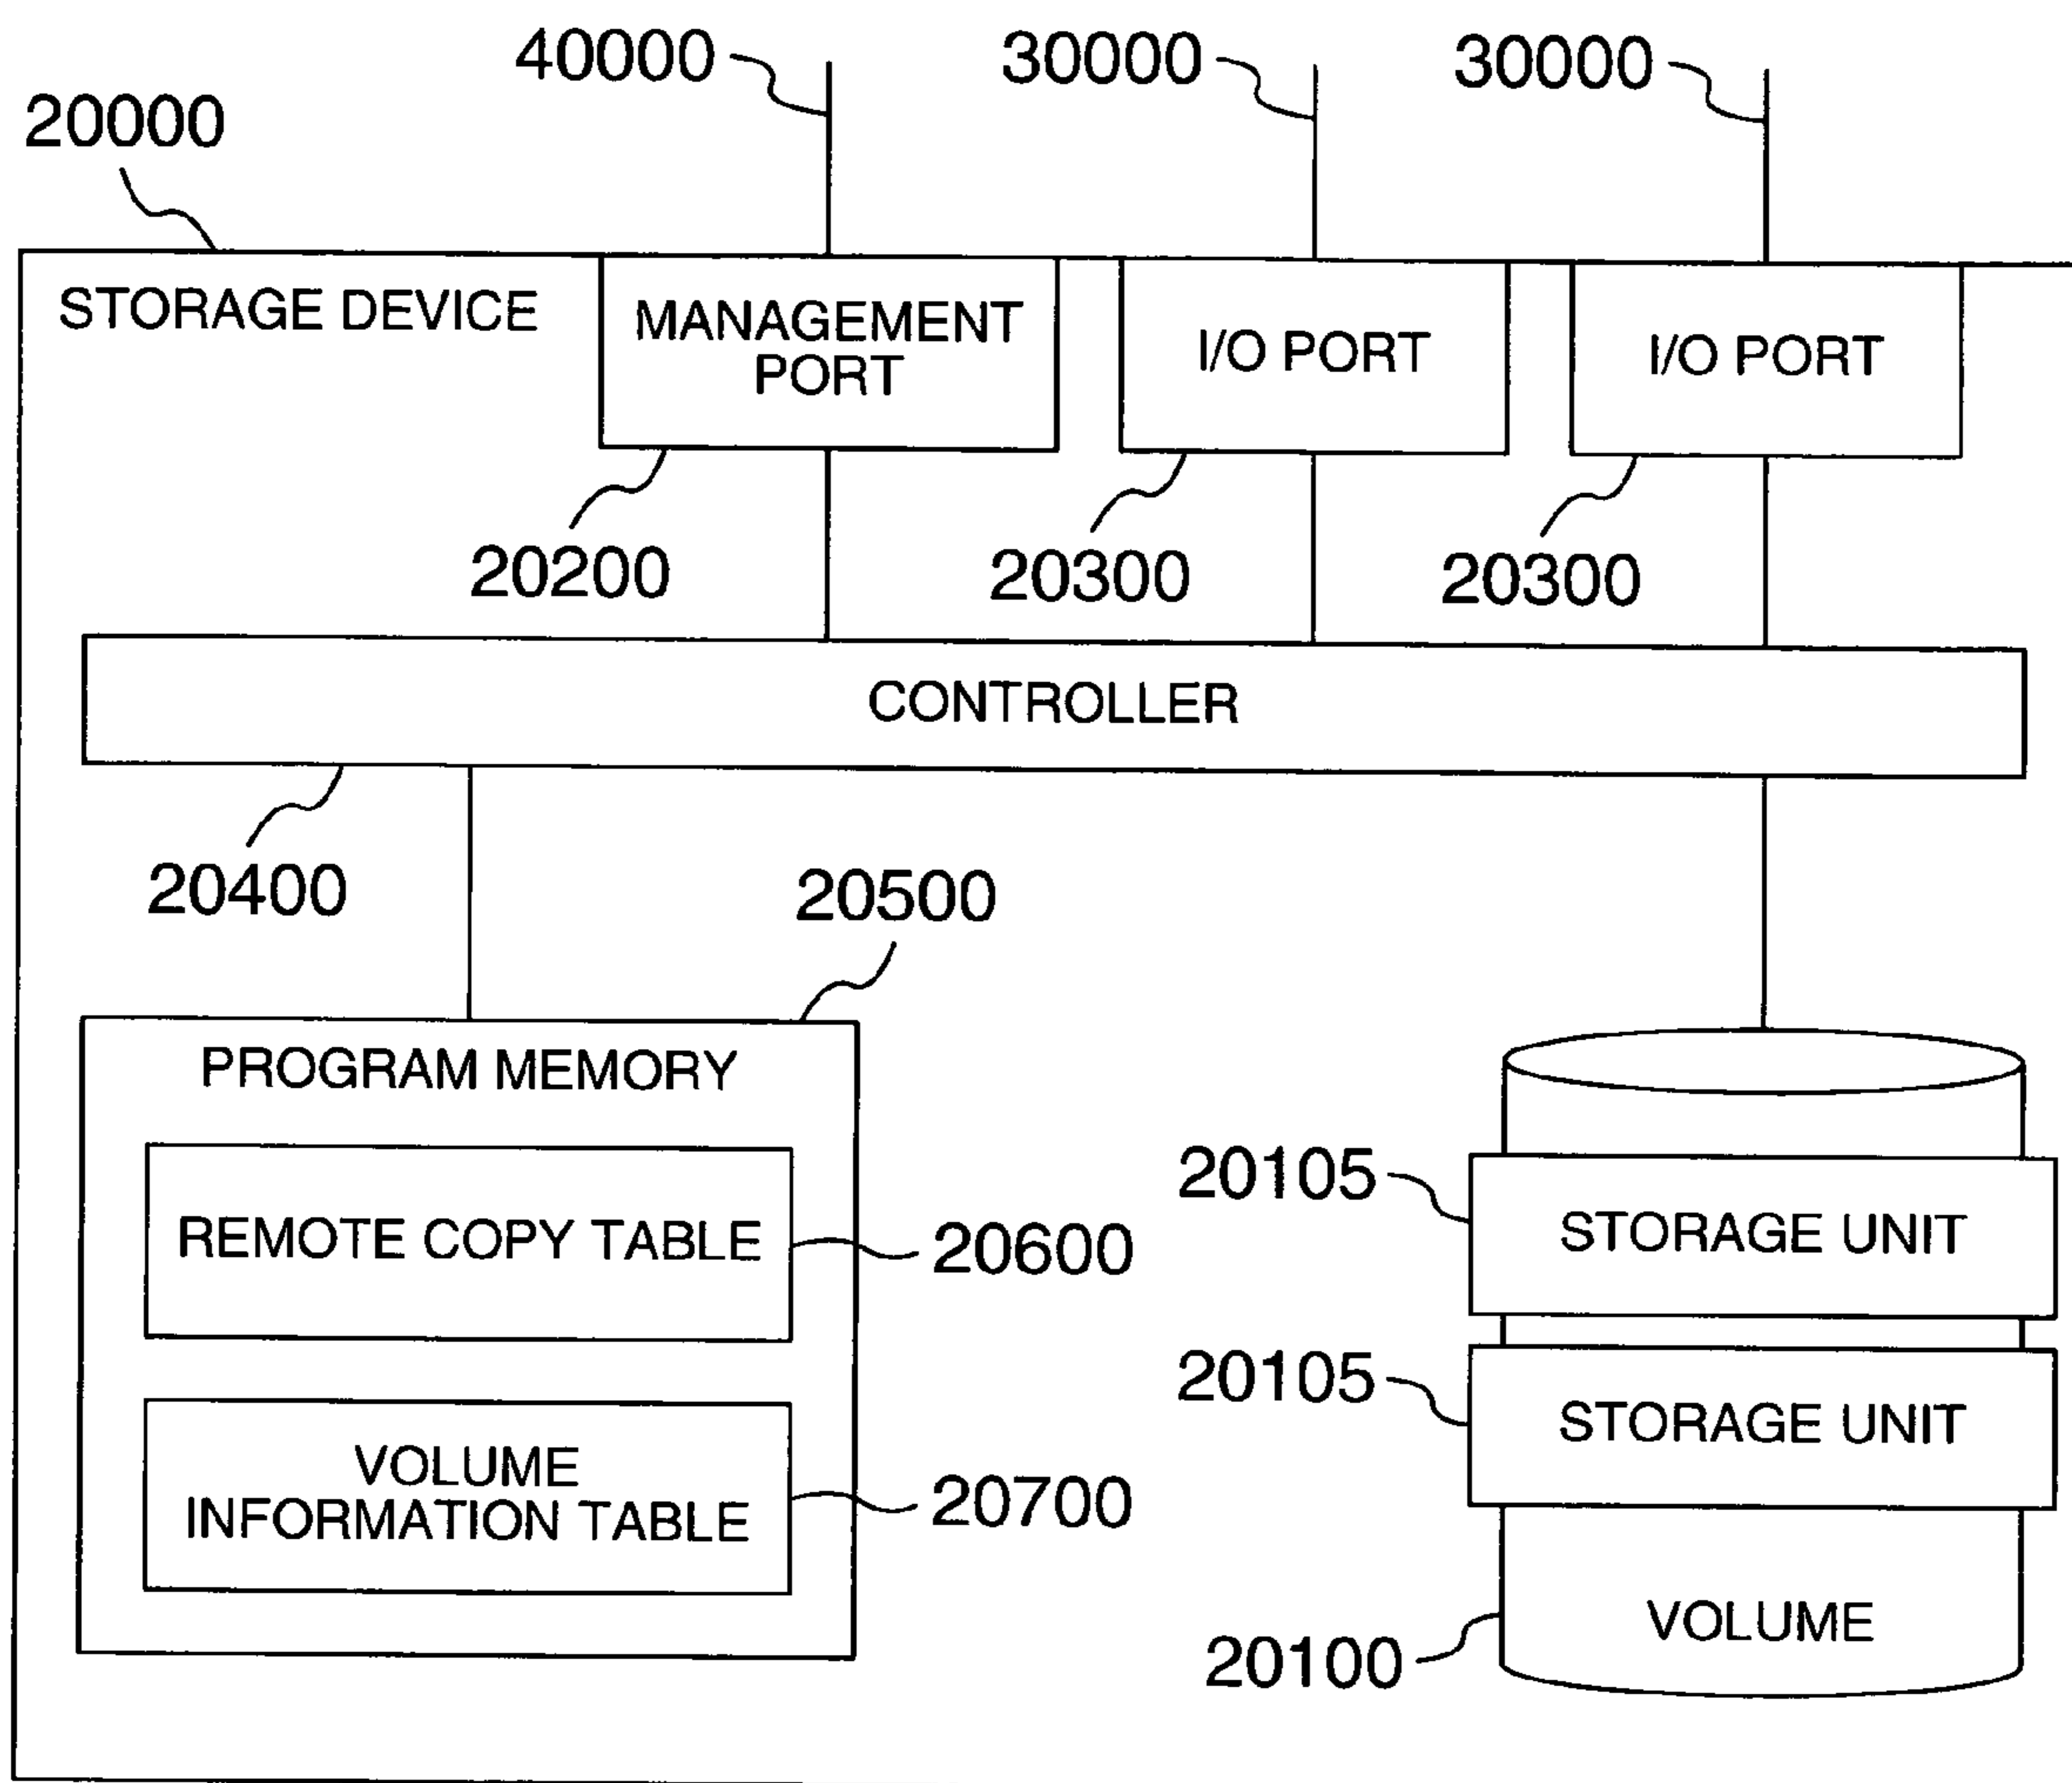 40000
30000
30000
20000
STORAGE DEVICE
MANAGEMENT
PORT
I/O PORT
I/O PORT
20200
20300
20300
CONTROLLER
20400
20500
PROGRAM MEMORY
REMOTE COPY TABLE
20600
VOLUME
INFORMATION TABLE
20700
20105
STORAGE UNIT
20105
STORAGE UNIT
VOLUME
20100